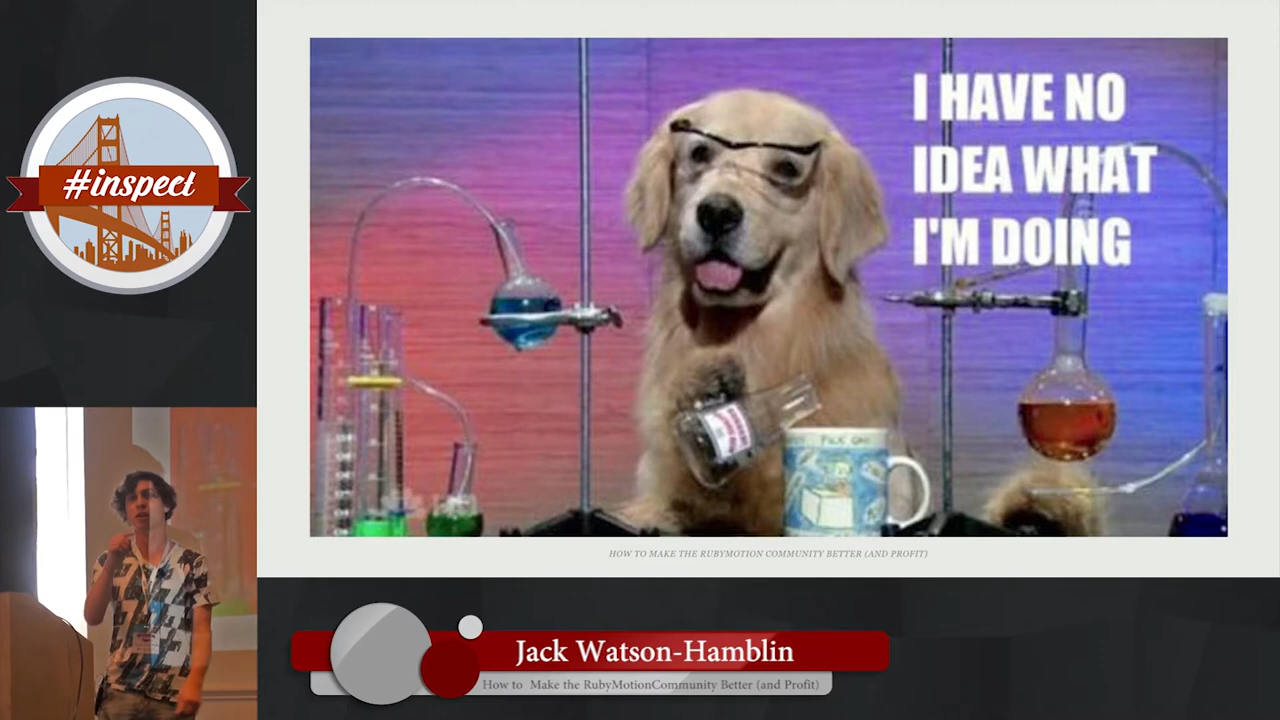 #inspect
I HAVE NO
IDEA WHAT
I'M DOING
HOW TO MAKE THE RUBYMOTION COMMUNITY BETTER (AND PROFIT)
Jack Watson-Hamblin
How to Make the RubyMotionCommunity Better (and Profit)